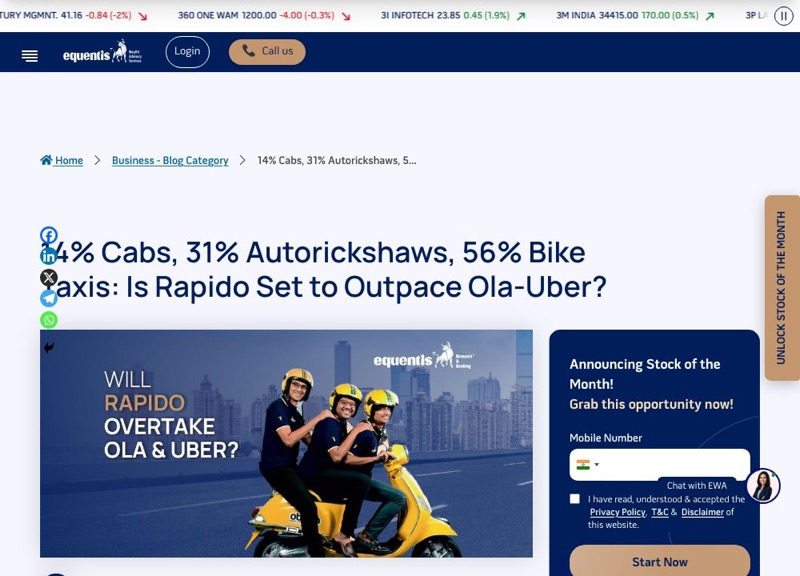 TURY MGMNT. 41.16 -0.84 (-2%) 360 ONE WAM 1200.00 -4.00 (-0.3%) 3I INFOTECH 23.85 0.45 (1.9%) 3M INDIA 34415.00 170.00 (0.5%) 3P LA
equentis Login Call us
Home Business - Blog Category 14% Cabs, 31% Autorickshaws, 5...
14% Cabs, 31% Autorickshaws, 56% Bike
Taxis: Is Rapido Set to Outpace Ola-Uber?
UNLOCK STOCK OF THE MONTH
equentis Research & Ranking
WILL
RAPIDO
OVERTAKE
OLA & UBER?
Announcing Stock of the
Month!
Grab this opportunity now!
Mobile Number
Chat with EWA
I have read, understood & accepted the
Privacy Policy, T&C & Disclaimer of
this website.
Start Now